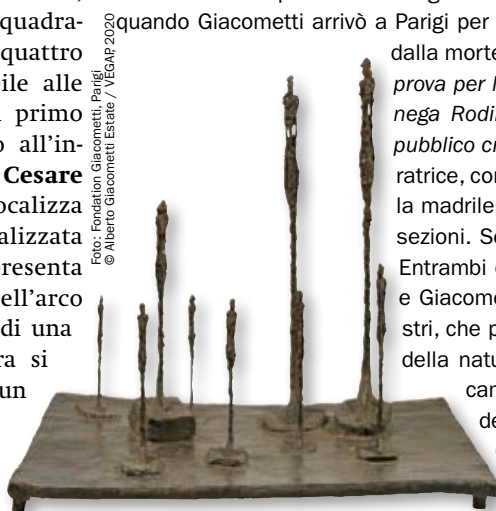 quadra-
quattro
bile alle
primo
o all'in-
Cesare
ocalizza
alizzata
resenta
ell'arco
di una
ra si
un
Foto: Fondation Giacometti, Parigi
© Alberto Giacometti Estate / VEGAP, 2020
quando Giacometti arrivò a Parigi per
dalla morte
prova per
nega Rodi
pubblico cr
ratrice, con
la madrile
sezioni. Se
Entrambi
e Giacome
stri, che p
della natu
can
de